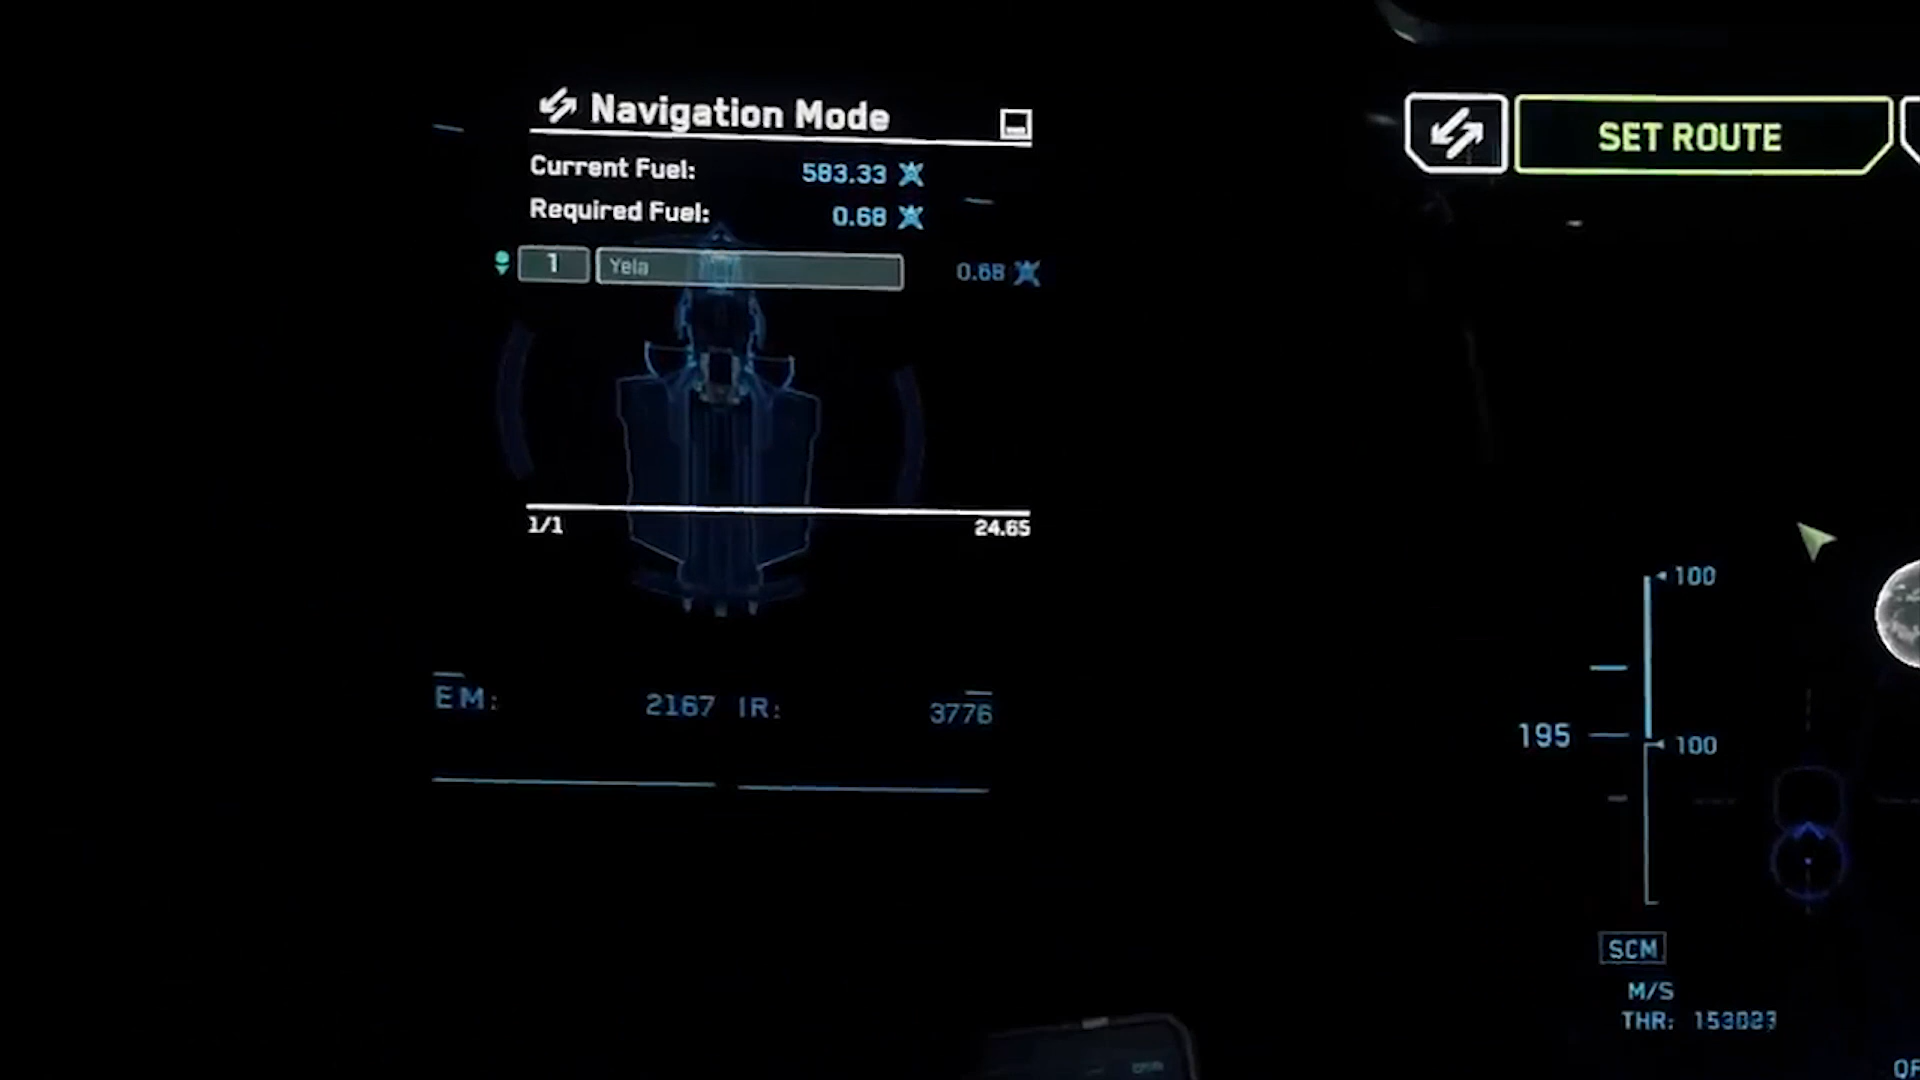 Navigation Mode
Current Fuel: 583.33
Required Fuel: 0.68
1 Yela 0.68
1/1 24.65
EM: 2167 IR: 3776
SET ROUTE
100
195 100
SCM
M/S
THR: 153023